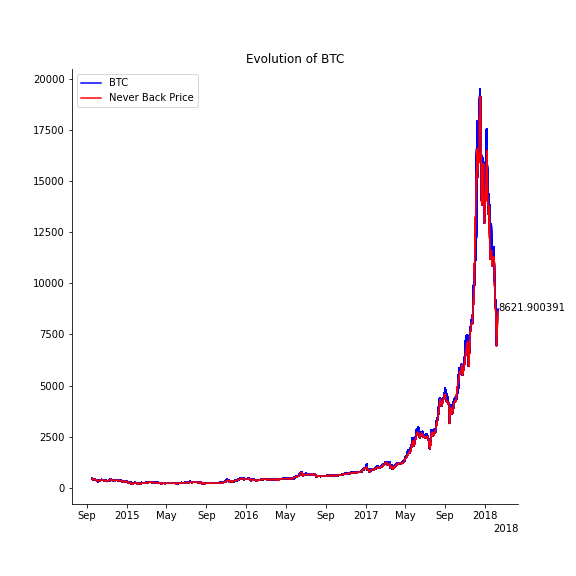 Evolution of BTC
BTC
Never Back Price
20000
17500
15000
12500
10000
7500
5000
2500
0
8621.900391
Sep 2015 May Sep 2016 May Sep 2017 May Sep 2018
2018